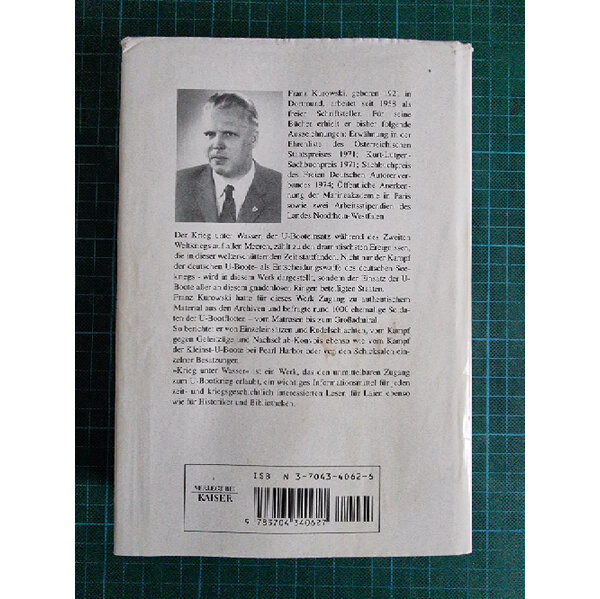 Franz Kurowski, geboren 1921 in
Dortmund, arbeitet seit 1958 als
freier Schriftsteller. Für seine
Bücher erhielt er bisher folgende
Auszeichnungen: Erwähnung in der
Ehrenliste des Österreichischen
Staatspreises 1971; Kurt-Lütgen-
Sachbuchpreis 1971; Sachbuchpreis
des Freien Deutschen Autorenver-
bandes 1974; Öffentliche Anerken-
nung der Marineakademie in Paris
sowie zwei Arbeitsstipendien des
Landes Nordrhein-Westfalen
Der Krieg unter Wasser, der U-Booteinsatz während des Zweiten
Weltkriegs auf allen Meeren, zählt zu den dramatischsten Ereignissen,
die in dieser welterschütternden Zeit stattfanden. Nicht nur der Kampf
der deutschen U-Boote - als Entscheidungswaffe des deutschen See-
kriegs - wird in diesem Werk dargestellt, sondern der Einsatz der U-
Boote aller an diesem gnadenlosen Ringen beteiligten Staaten.
Franz Kurowski hatte für dieses Werk Zugang zu authentischem
Material aus den Archiven und befragte rund 1000 ehemalige Solda-
ten der U-Bootflotten – vom Matrosen bis zum Großadmiral.
So berichtet er von Einzeleinsätzen und Rudelschlachten, vom Kampf
gegen Geleitzüge und Nachschub-Konvois ebenso wie vom Kampf
der Kleinst-U-Boote bei Pearl Harbor oder von den Schicksalen ein-
zelner Besatzungen.
»Krieg unter Wasser« ist ein Werk, das den unmittelbaren Zugang
zum U-Bootkrieg erlaubt, ein wichtiges Informationsmittel für jeden
zeit- und kriegsgeschichtlich interessierten Leser, für Laien ebenso
wie für Historiker und Bibliotheken.
ISBN 3-7043-4062-6
VERLEGT BEI
KAISER
9 783704 340627